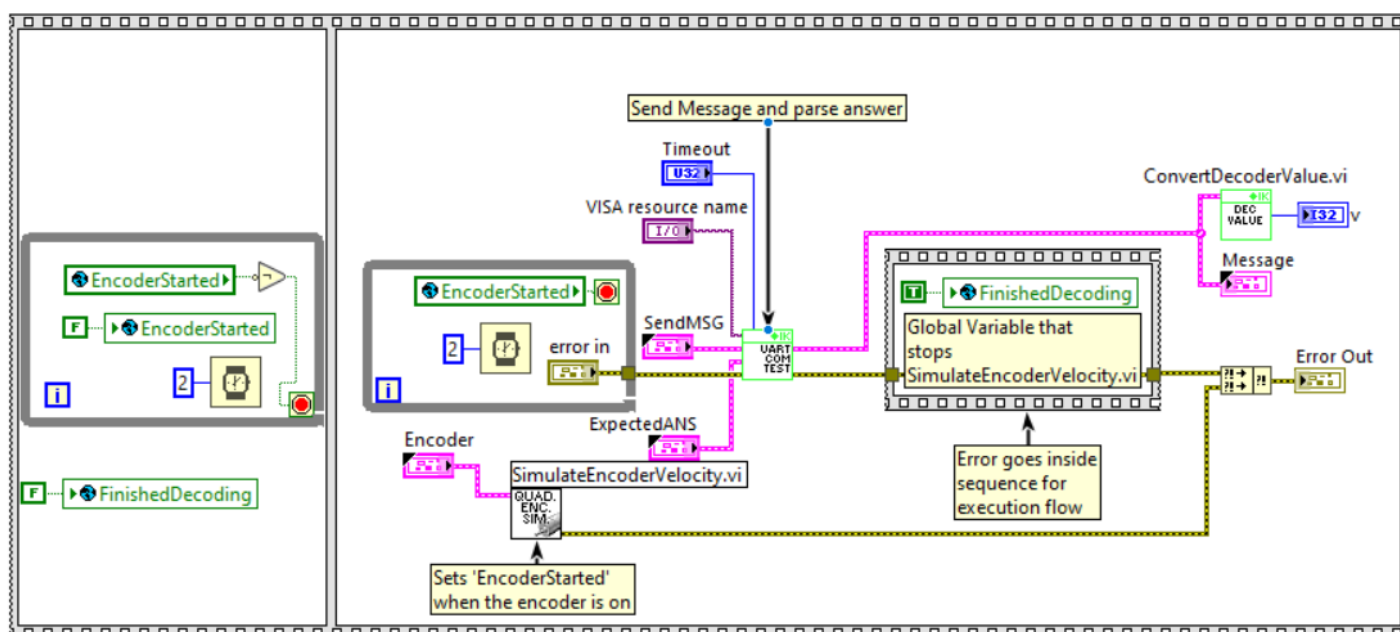 EncoderStarted
F
EncoderStarted
2
i
F
FinishedDecoding
Send Message and parse answer
Timeout
U32
VISA resource name
I/O
EncoderStarted
2
error in
i
SendMSG
UART
COM
TEST
ExpectedANS
Encoder
SimulateEncoderVelocity.vi
QUAD.
ENC.
SIM.
Sets 'EncoderStarted'
when the encoder is on
T
FinishedDecoding
Global Variable that
stops
SimulateEncoderVelocity.vi
Error goes inside
sequence for
execution flow
ConvertDecoderValue.vi
DEC
VALUE
I32
v
Message
Error Out
?!
?!
?!